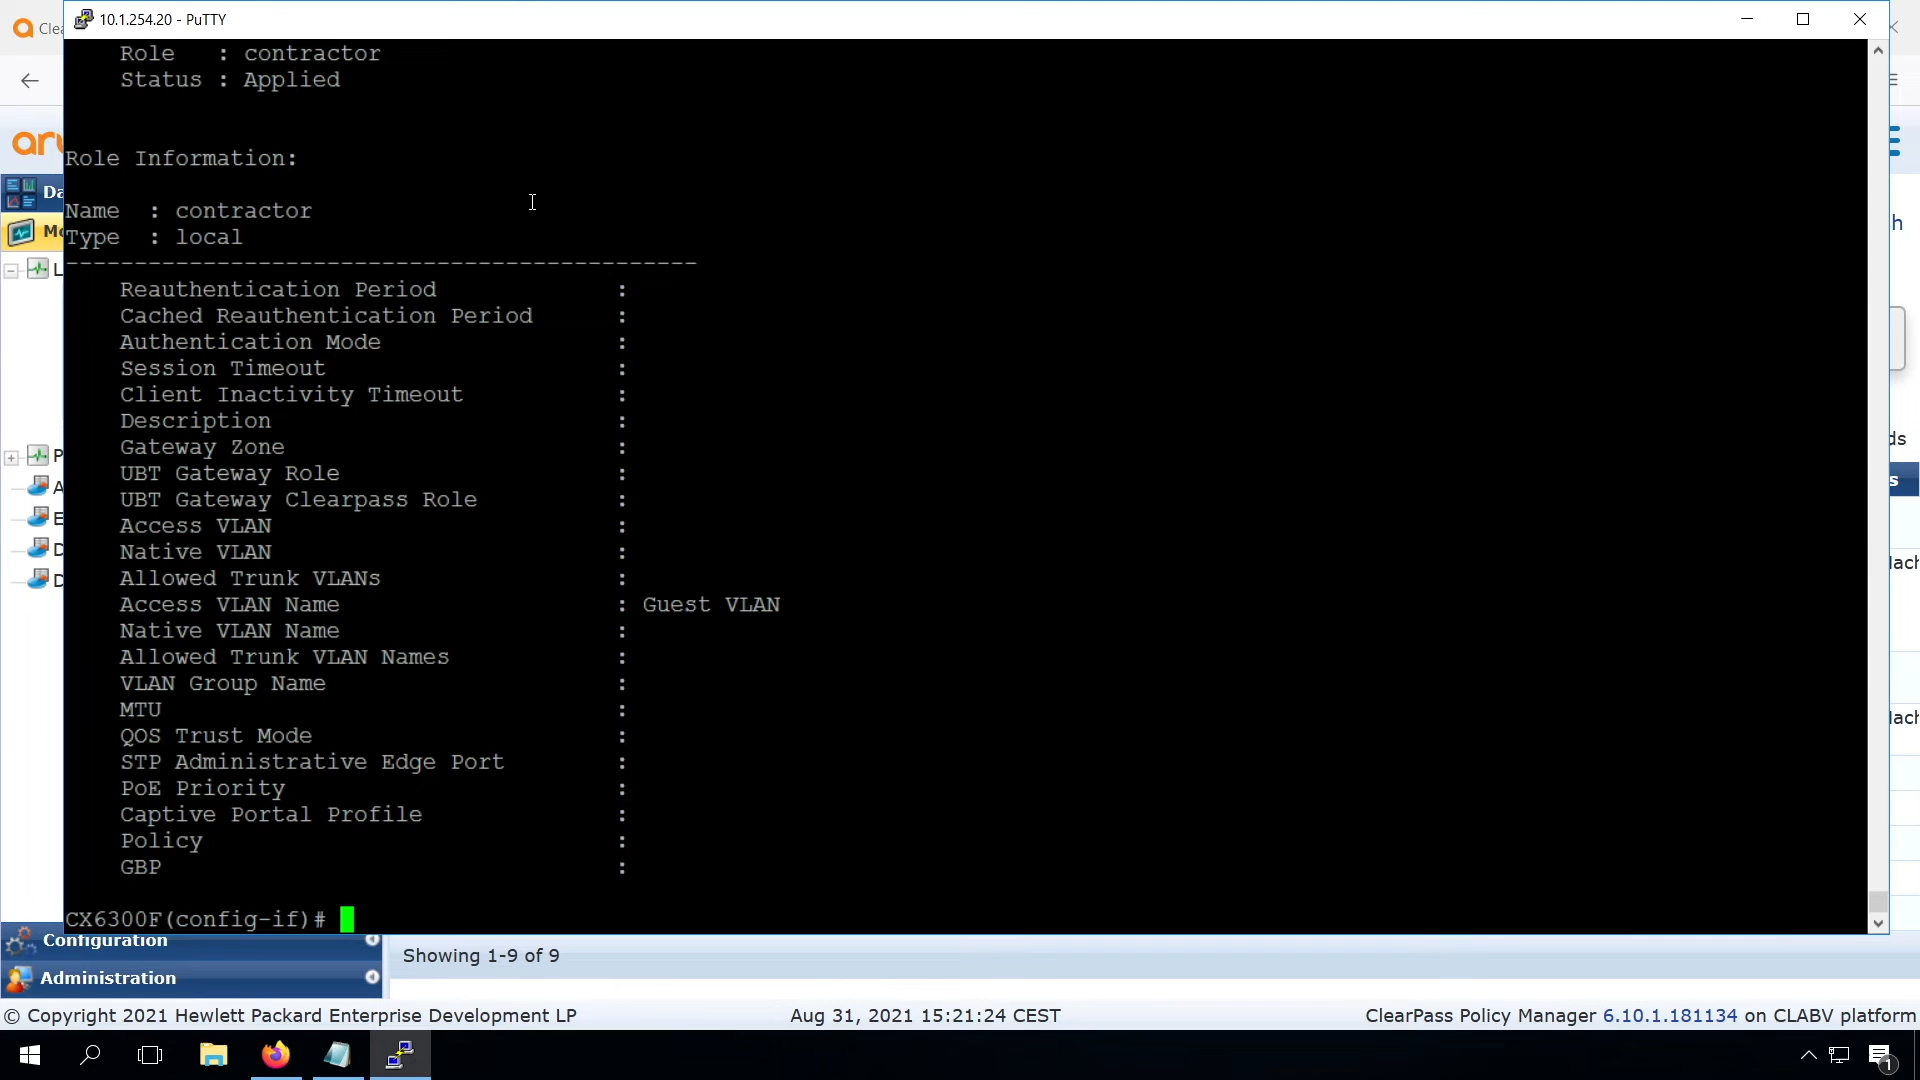 10.1.254.20 - PuTTY
Clea
Role : contractor
Status : Applied
Role Information:
Name : contractor
Type : local
----------------------------------------------
Reauthentication Period :
Cached Reauthentication Period :
Authentication Mode :
Session Timeout :
Client Inactivity Timeout :
Description :
Gateway Zone :
UBT Gateway Role :
UBT Gateway Clearpass Role :
Access VLAN :
Native VLAN :
Allowed Trunk VLANs :
Access VLAN Name : Guest VLAN
Native VLAN Name :
Allowed Trunk VLAN Names :
VLAN Group Name :
MTU :
QOS Trust Mode :
STP Administrative Edge Port :
PoE Priority :
Captive Portal Profile :
Policy :
GBP :
CX6300F(config-if)#
Configuration
Showing 1-9 of 9
Administration
© Copyright 2021 Hewlett Packard Enterprise Development LP
Aug 31, 2021 15:21:24 CEST
ClearPass Policy Manager 6.10.1.181134 on CLABV platform
1